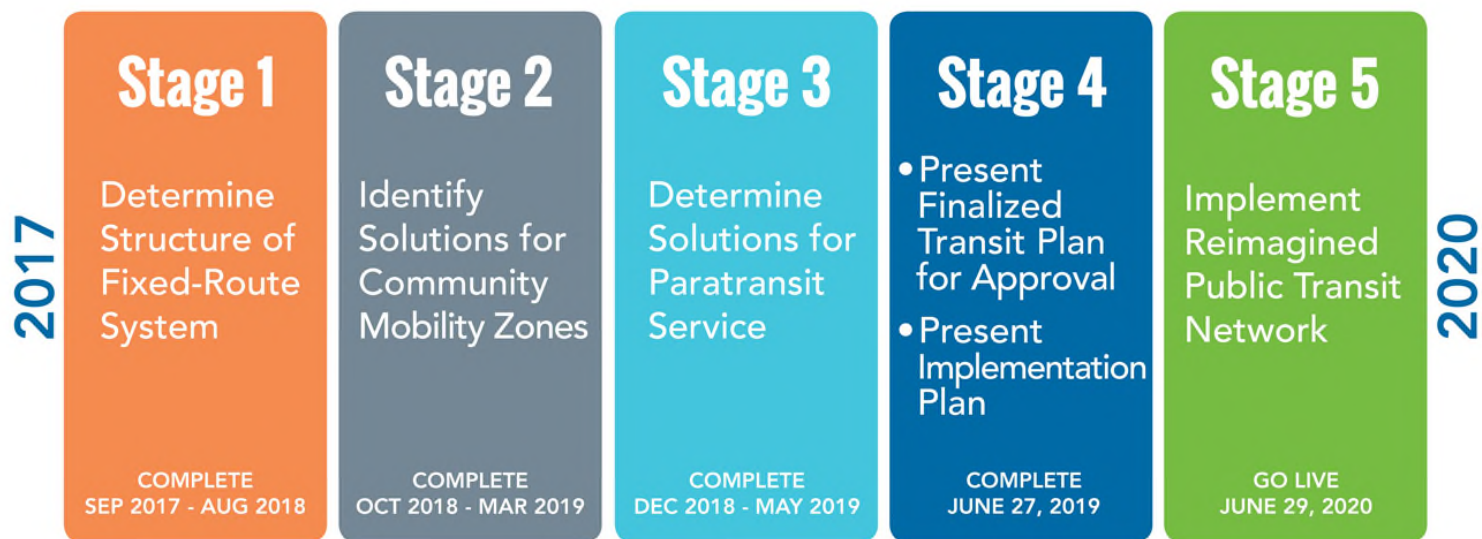 2017
Stage 1
Determine
Structure of
Fixed-Route
System
COMPLETE
SEP 2017 - AUG 2018
Stage 2
Identify
Solutions for
Community
Mobility Zones
COMPLETE
OCT 2018 - MAR 2019
Stage 3
Determine
Solutions for
Paratransit
Service
COMPLETE
DEC 2018 - MAY 2019
Stage 4
• Present
Finalized
Transit Plan
for Approval
• Present
Implementation
Plan
COMPLETE
JUNE 27, 2019
Stage 5
Implement
Reimagined
Public Transit
Network
GO LIVE
JUNE 29, 2020
2020